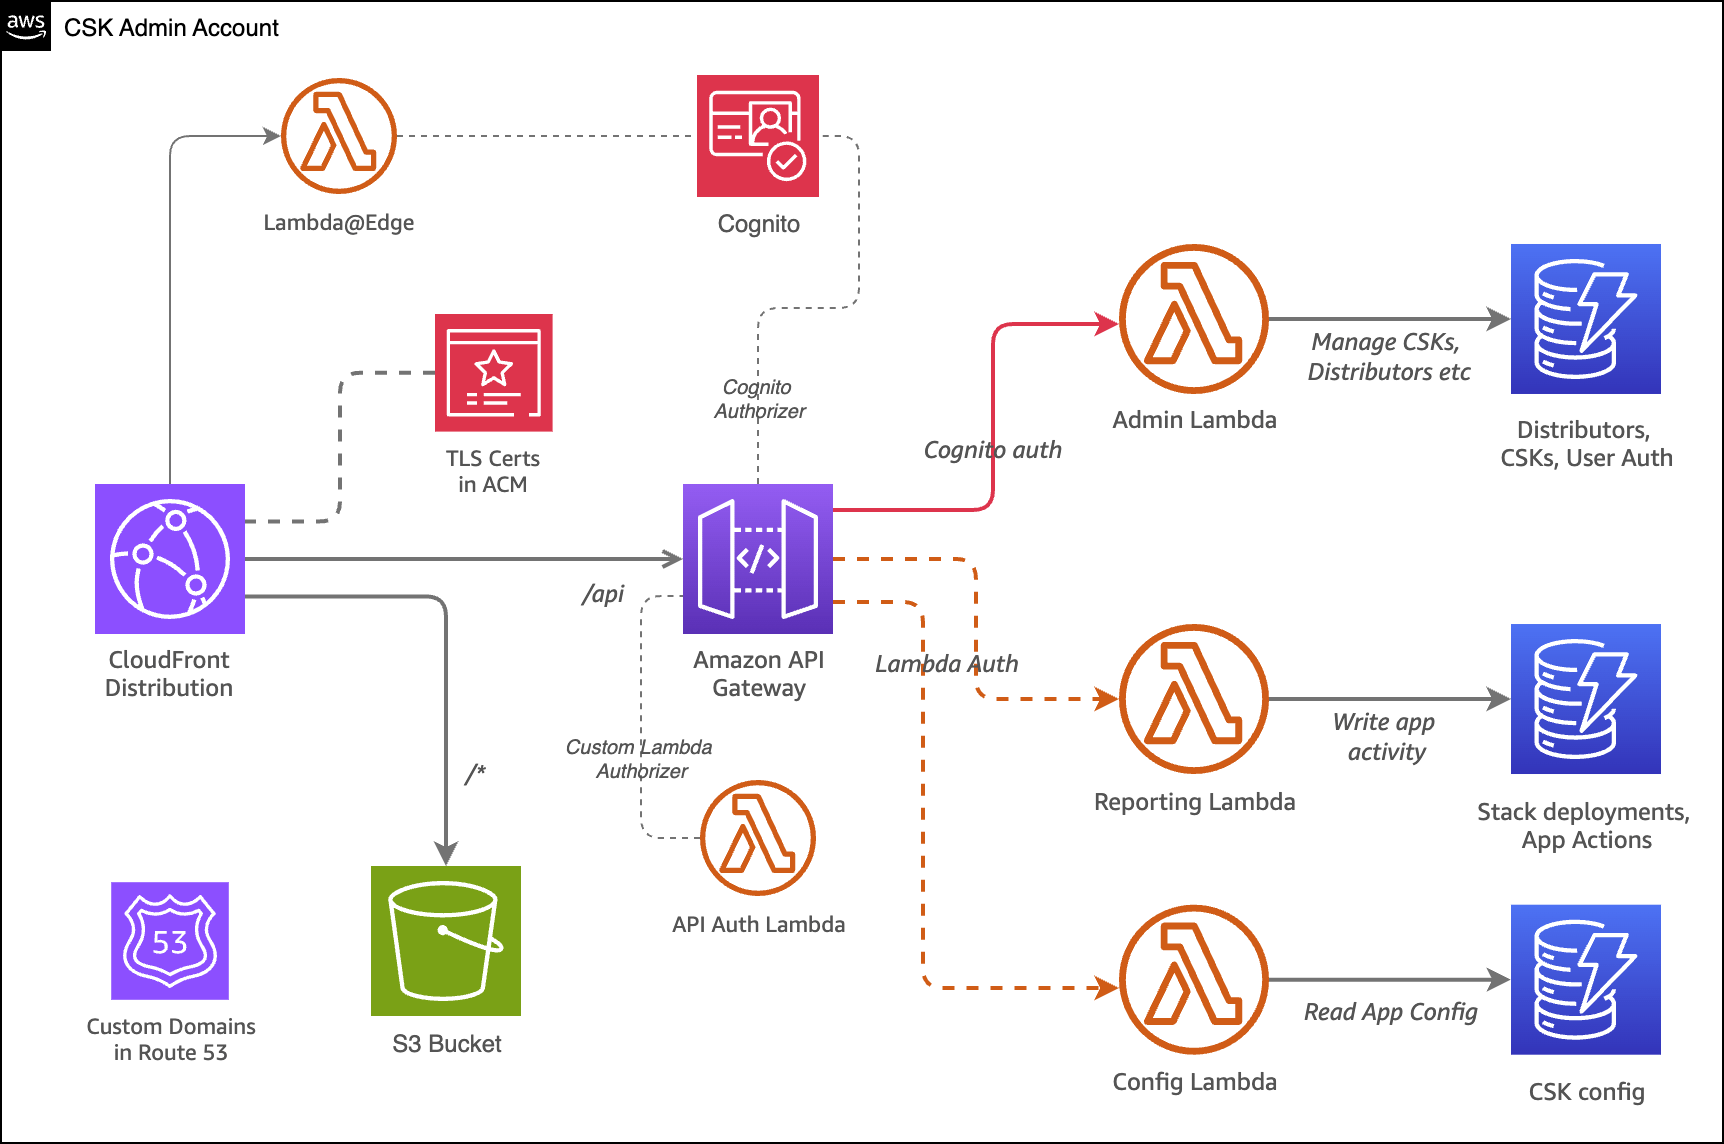 aws
CSK Admin Account
Lambda@Edge
Cognito
TLS Certs
in ACM
Cognito
Authorizer
Cognito auth
Admin Lambda
Manage CSKs,
Distributors etc
Distributors,
CSKs, User Auth
CloudFront
Distribution
/api
</>
Amazon API
Gateway
Lambda Auth
Custom Lambda
Authorizer
/*
API Auth Lambda
Reporting Lambda
Write app
activity
Stack deployments,
App Actions
53
Custom Domains
in Route 53
S3 Bucket
Config Lambda
Read App Config
CSK config